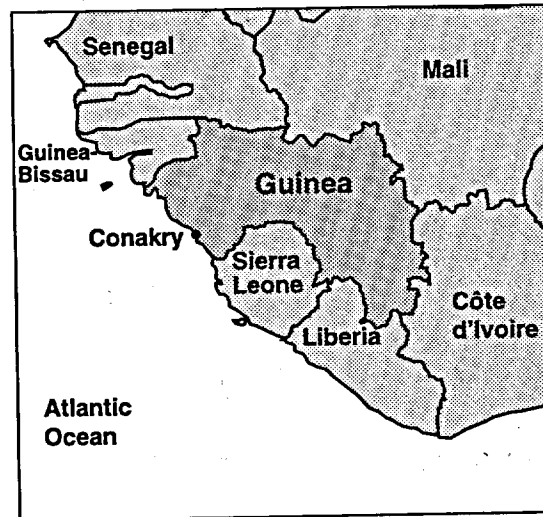 Senegal
Mali
Guinea-
Bissau
Guinea
Conakry
Sierra
Leone
Côte
d'Ivoire
Liberia
Atlantic
Ocean